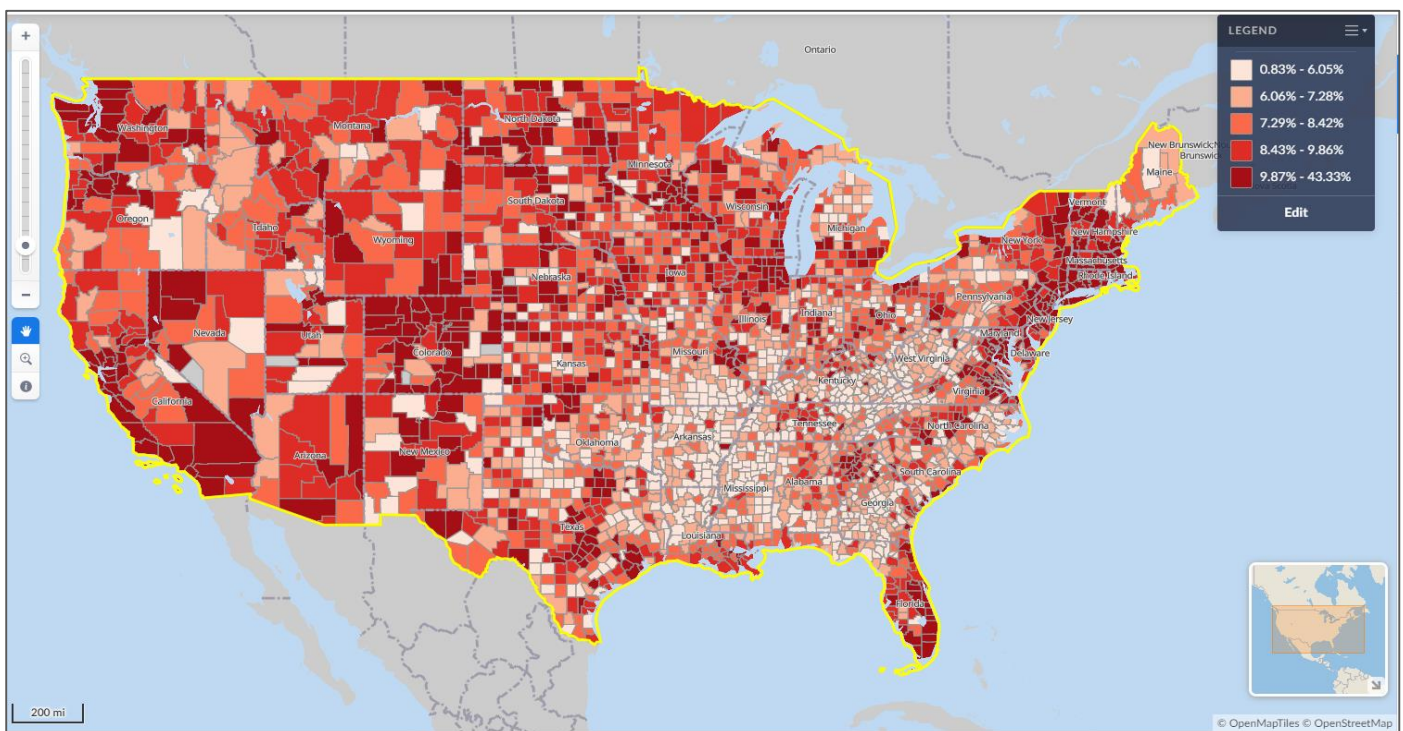 LEGEND
0.83% - 6.05%
6.06% - 7.28%
7.29% - 8.42%
8.43% - 9.86%
9.87% - 43.33%
Edit
Ontario
New Brunswick
Brunswick
Maine
Washington
Montana
North Dakota
Minnesota
Vermont
Oregon
Idaho
South Dakota
Wisconsin
Michigan
New York
New Hampshire
Wyoming
Massachusetts
Rhode Island
Nebraska
Iowa
Pennsylvania
Nevada
Utah
Illinois
Indiana
Ohio
New Jersey
Maryland
Colorado
Kansas
Missouri
West Virginia
Delaware
California
Kentucky
Virginia
Arizona
New Mexico
Oklahoma
Arkansas
Tennessee
North Carolina
South Carolina
Mississippi
Alabama
Georgia
Texas
Louisiana
Florida
200 mi
© OpenMapTiles © OpenStreetMap